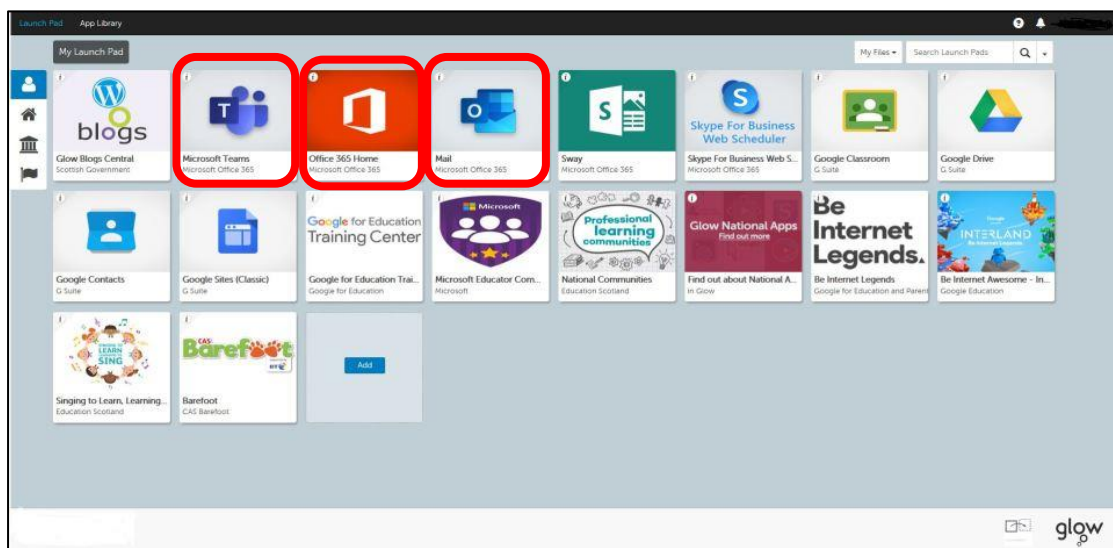 Launch Pad App Library
My Launch Pad
My Files
Search Launch Pads
blogs
Glow Blogs Central
Scottish Government
T
Microsoft Teams
Microsoft Office 365
Office 365 Home
Microsoft Office 365
O
Mail
Microsoft Office 365
S
Sway
Microsoft Office 365
S
Skype For Business
Web Scheduler
Skype For Business Web S...
Microsoft Office 365
Google Classroom
G Suite
Google Drive
G Suite
Google Contacts
G Suite
Google Sites (Classic)
G Suite
Google for Education
Training Center
Google for Education Trai...
Google for Education
Microsoft
Microsoft Educator Com...
Microsoft
Professional
learning
communities
National Communities
Education Scotland
Glow National Apps
Find out more
Find out about National A...
in Glow
Be
Internet
Legends.
Be Internet Legends
Google for Education and Parent
Google
INTERLAND
Be Internet Awesome - In...
Google Education
SINGING TO
LEARN
LEARNING TO
SING
Singing to Learn, Learning...
Education Scotland
CAS
Barefoot
BT
Barefoot
CAS Barefoot
Add
glow